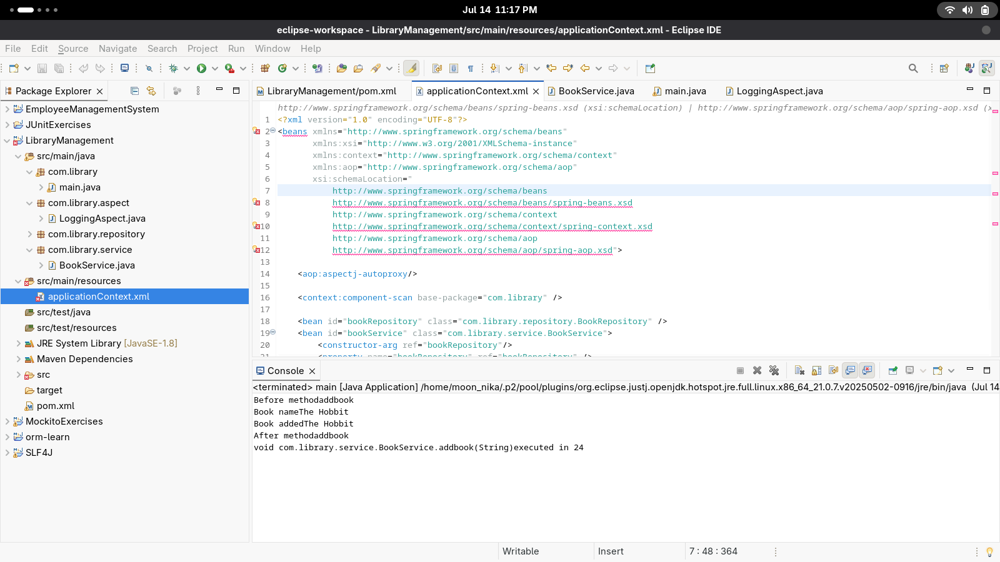 Jul 14 11:17 PM
eclipse-workspace - LibraryManagement/src/main/resources/applicationContext.xml - Eclipse IDE
File Edit Source Navigate Search Project Run Window Help
Package Explorer
EmployeeManagementSystem
JUnitExercises
LibraryManagement
src/main/java
com.library
main.java
com.library.aspect
LoggingAspect.java
com.library.repository
com.library.service
BookService.java
src/main/resources
applicationContext.xml
src/test/java
src/test/resources
JRE System Library [JavaSE-1.8]
Maven Dependencies
src
target
pom.xml
MockitoExercises
orm-learn
SLF4J
LibraryManagement/pom.xml applicationContext.xml BookService.java main.java LoggingAspect.java
http://www.springframework.org/schema/beans/spring-beans.xsd (xsi:schemaLocation) | http://www.springframework.org/schema/aop/spring-aop.xsd (x
1 <?xml version="1.0" encoding="UTF-8"?>
2 <beans xmlns="http://www.springframework.org/schema/beans"
3 xmlns:xsi="http://www.w3.org/2001/XMLSchema-instance"
4 xmlns:context="http://www.springframework.org/schema/context"
5 xmlns:aop="http://www.springframework.org/schema/aop"
6 xsi:schemaLocation="
7 http://www.springframework.org/schema/beans
8 http://www.springframework.org/schema/beans/spring-beans.xsd
9 http://www.springframework.org/schema/context
10 http://www.springframework.org/schema/context/spring-context.xsd
11 http://www.springframework.org/schema/aop
12 http://www.springframework.org/schema/aop/spring-aop.xsd">
13
14 <aop:aspectj-autoproxy/>
15
16 <context:component-scan base-package="com.library" />
17
18 <bean id="bookRepository" class="com.library.repository.BookRepository" />
19 <bean id="bookService" class="com.library.service.BookService">
20 <constructor-arg ref="bookRepository"/>
21 <property name="bookRepository" ref="bookRepository" />
Console
<terminated> main [Java Application] /home/moon_nika/.p2/pool/plugins/org.eclipse.justj.openjdk.hotspot.jre.full.linux.x86_64_21.0.7.v20250502-0916/jre/bin/java (Jul 14
Before methodaddbook
Book nameThe Hobbit
Book addedThe Hobbit
After methodaddbook
void com.library.service.BookService.addbook(String)executed in 24
Writable Insert 7 : 48 : 364